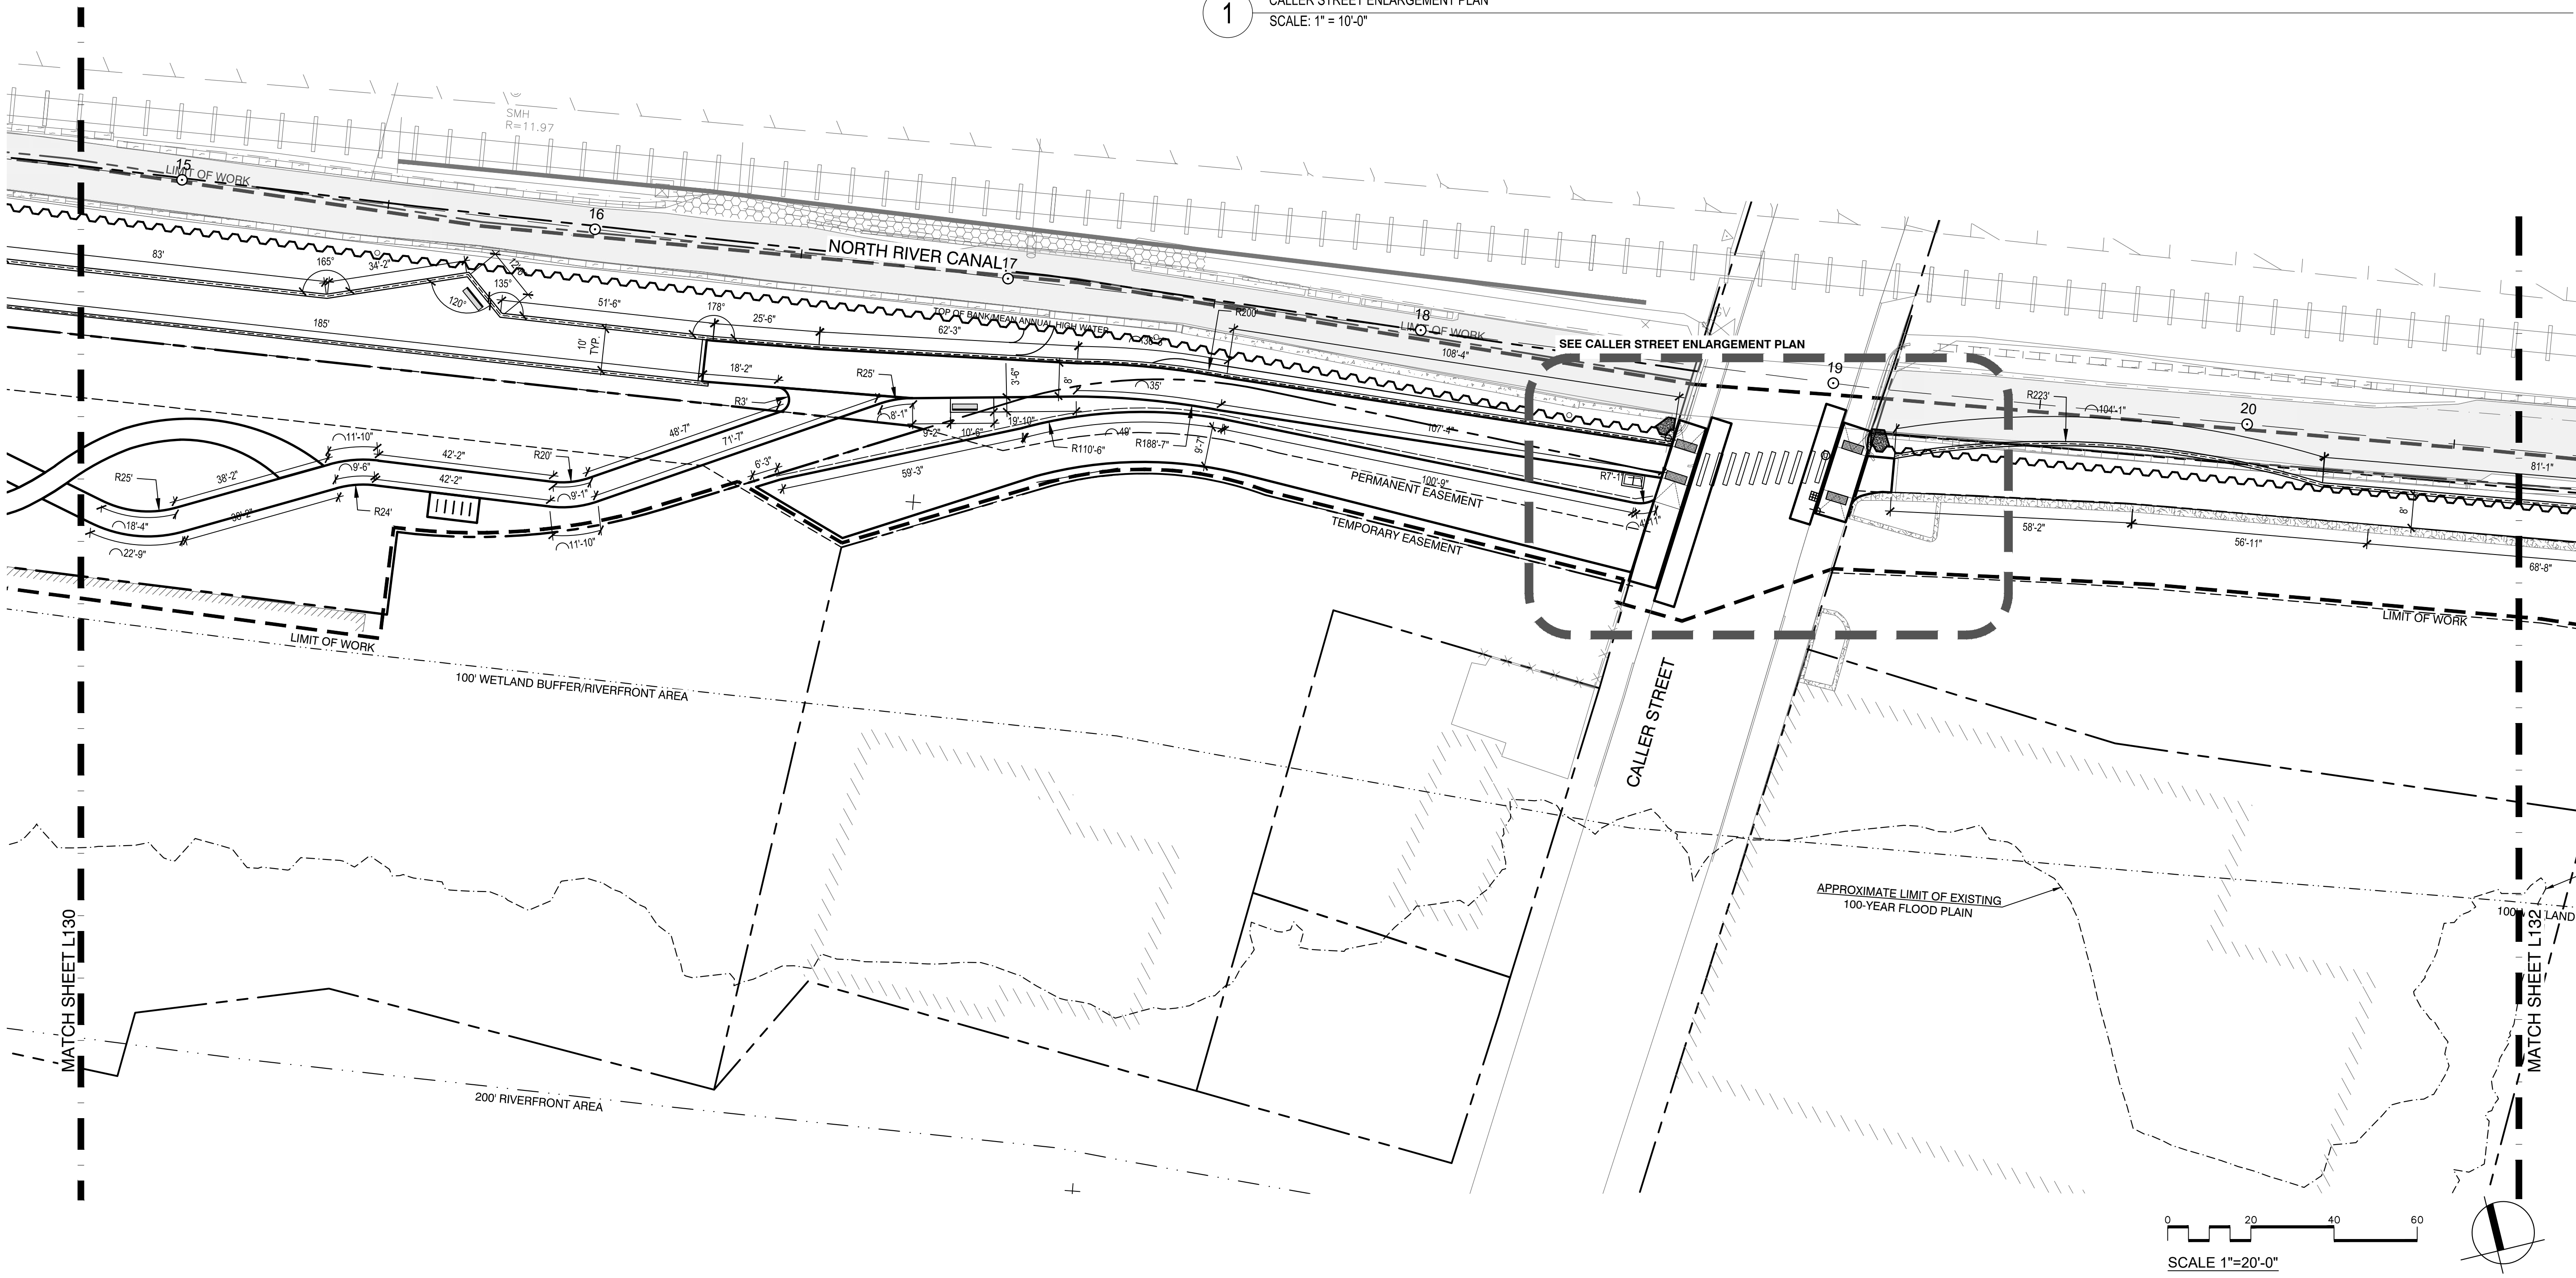 1
CALLER STREET ENLARGEMENT PLAN
SCALE: 1" = 10'-0"
SMH
R=11.97
15
LIMIT OF WORK
16
NORTH RIVER CANAL
17
18
LIMIT OF WORK
19
20
83'
165°
34'-2"
120°
135°
51'-6"
178°
25'-6"
62'-3"
TOP OF BANK/MEAN ANNUAL HIGH WATER
R200'
108'-4"
SEE CALLER STREET ENLARGEMENT PLAN
R223'
104'-1"
81'-1"
185'
10'
TYP.
18'-2"
R25'
3'-6"
8'
35'
R3'
8'-1"
9'-2"
10'-6"
19'-10"
49'
R110'-6"
R188'-7"
9'-7"
107'-4"
48'-7"
71'-7"
11'-10"
42'-2"
R20'
38'-2"
9'-6"
42'-2"
9'-1"
R25'
6'-3"
59'-3"
18'-4"
38'-2"
R24'
22'-9"
11'-10"
100'-9"
PERMANENT EASEMENT
TEMPORARY EASEMENT
4'-11"
58'-2"
8'
56'-11"
68'-8"
LIMIT OF WORK
LIMIT OF WORK
100' WETLAND BUFFER/RIVERFRONT AREA
CALLER STREET
APPROXIMATE LIMIT OF EXISTING
100-YEAR FLOOD PLAIN
MATCH SHEET L130
MATCH SHEET L132
200' RIVERFRONT AREA
0 20 40 60
SCALE 1"=20'-0"